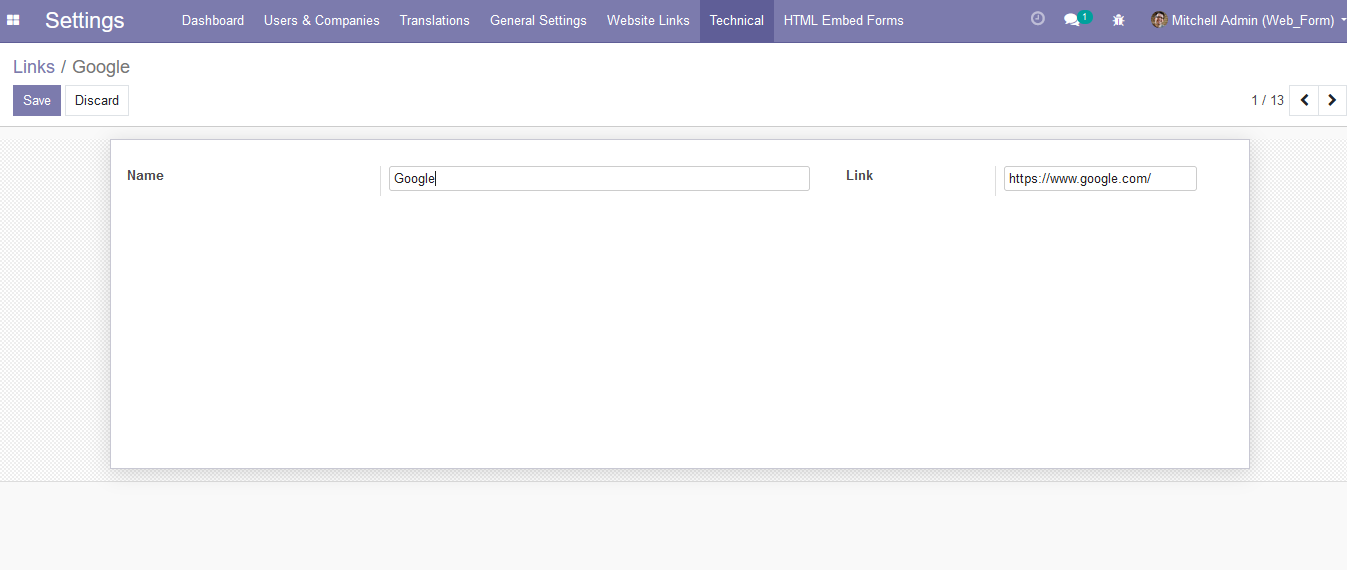 Settings Dashboard Users & Companies Translations General Settings Website Links Technical HTML Embed Forms 1 Mitchell Admin (Web_Form)
Links / Google
Save Discard 1 / 13
Name Google Link https://www.google.com/